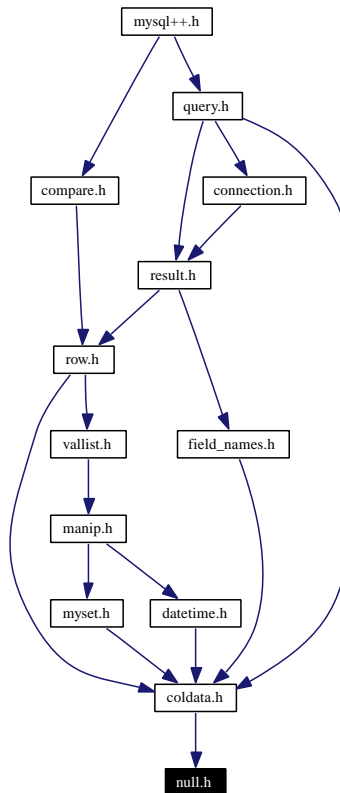 mysql++.h
query.h
compare.h
connection.h
result.h
row.h
vallist.h
field_names.h
manip.h
myset.h
datetime.h
coldata.h
null.h